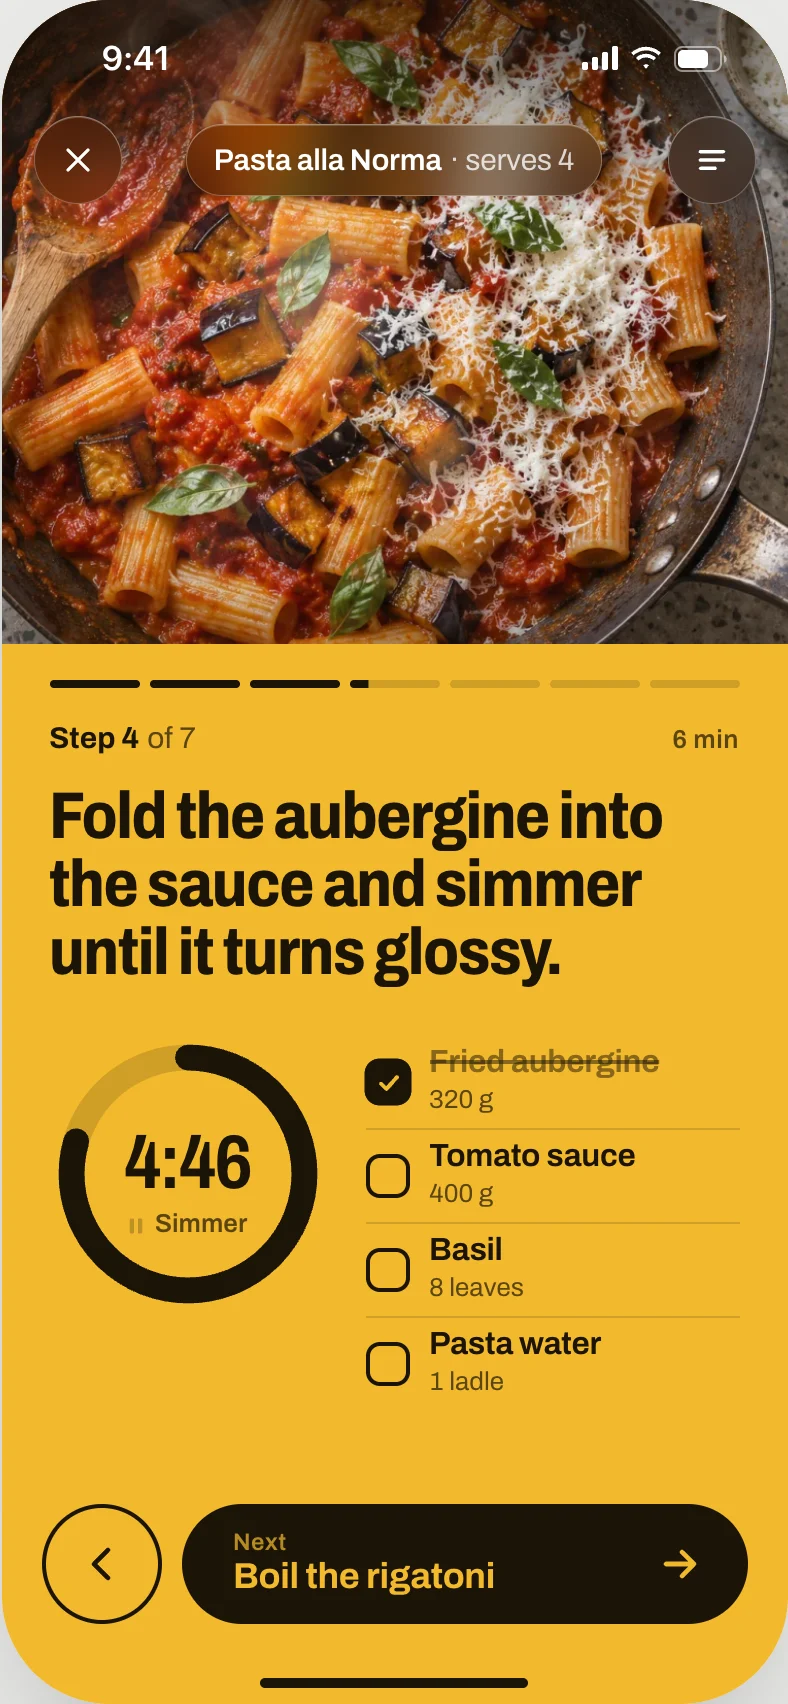 9:41
Pasta alla Norma · serves 4
Step 4 of 7
6 min
Fold the aubergine into
the sauce and simmer
until it turns glossy.
4:46
Simmer
Fried aubergine
320 g
Tomato sauce
400 g
Basil
8 leaves
Pasta water
1 ladle
Next
Boil the rigatoni